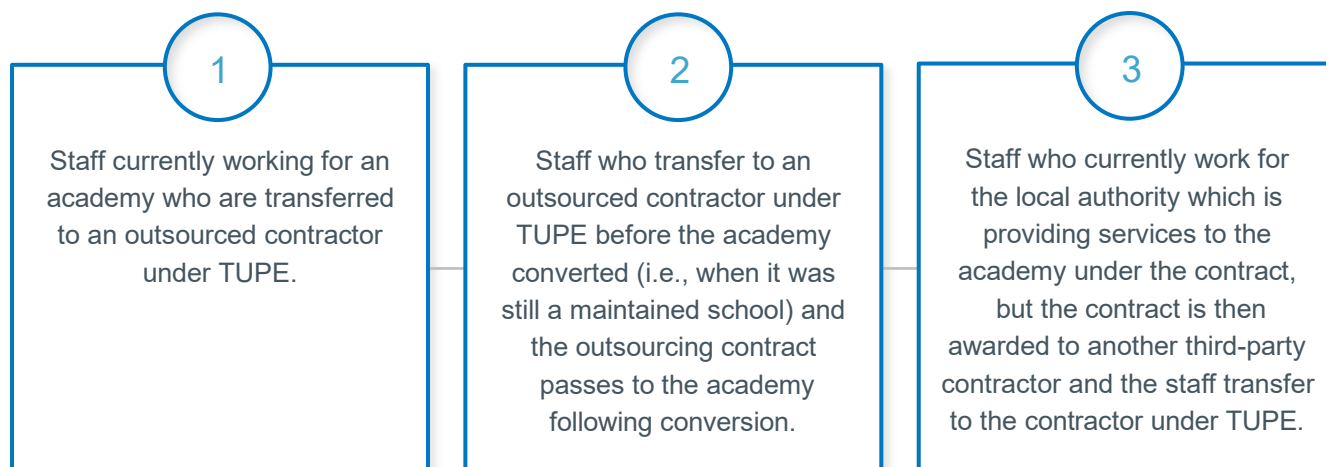 1
Staff currently working for an
academy who are transferred
to an outsourced contractor
under TUPE.
2
Staff who transfer to an
outsourced contractor under
TUPE before the academy
converted (i.e., when it was
still a maintained school) and
the outsourcing contract
passes to the academy
following conversion.
3
Staff who currently work for
the local authority which is
providing services to the
academy under the contract,
but the contract is then
awarded to another third-party
contractor and the staff transfer
to the contractor under TUPE.